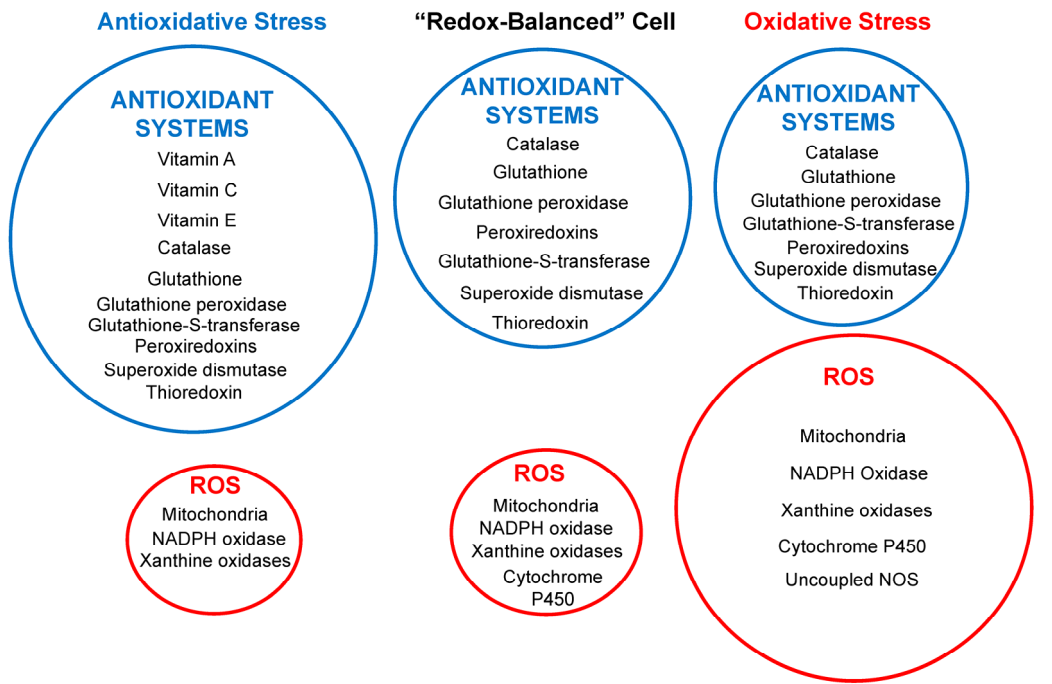 Antioxidative Stress
ANTIOXIDANT
SYSTEMS
Vitamin A
Vitamin C
Vitamin E
Catalase
Glutathione
Glutathione peroxidase
Glutathione-S-transferase
Peroxiredoxins
Superoxide dismutase
Thioredoxin
ROS
Mitochondria
NADPH oxidase
Xanthine oxidases
“Redox-Balanced” Cell
ANTIOXIDANT
SYSTEMS
Catalase
Glutathione
Glutathione peroxidase
Peroxiredoxins
Glutathione-S-transferase
Superoxide dismutase
Thioredoxin
ROS
Mitochondria
NADPH oxidase
Xanthine oxidases
Cytochrome
P450
Oxidative Stress
ANTIOXIDANT
SYSTEMS
Catalase
Glutathione
Glutathione peroxidase
Glutathione-S-transferase
Peroxiredoxins
Superoxide dismutase
Thioredoxin
ROS
Mitochondria
NADPH Oxidase
Xanthine oxidases
Cytochrome P450
Uncoupled NOS